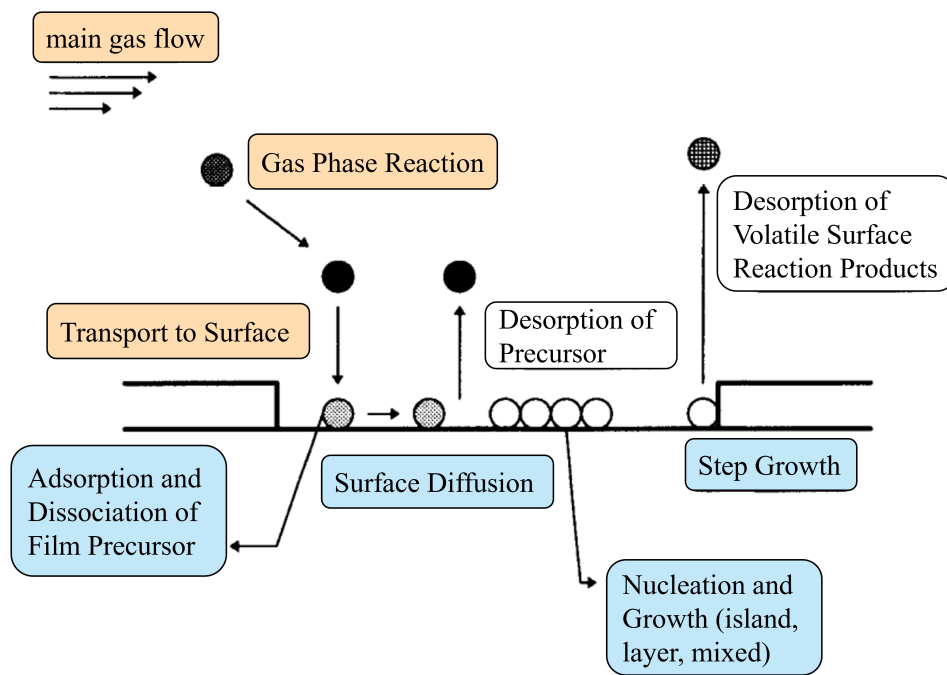 main gas flow
Gas Phase Reaction
Desorption of
Volatile Surface
Reaction Products
Transport to Surface
Desorption of
Precursor
Adsorption and
Dissociation of
Film Precursor
Surface Diffusion
Step Growth
Nucleation and
Growth (island,
layer, mixed)